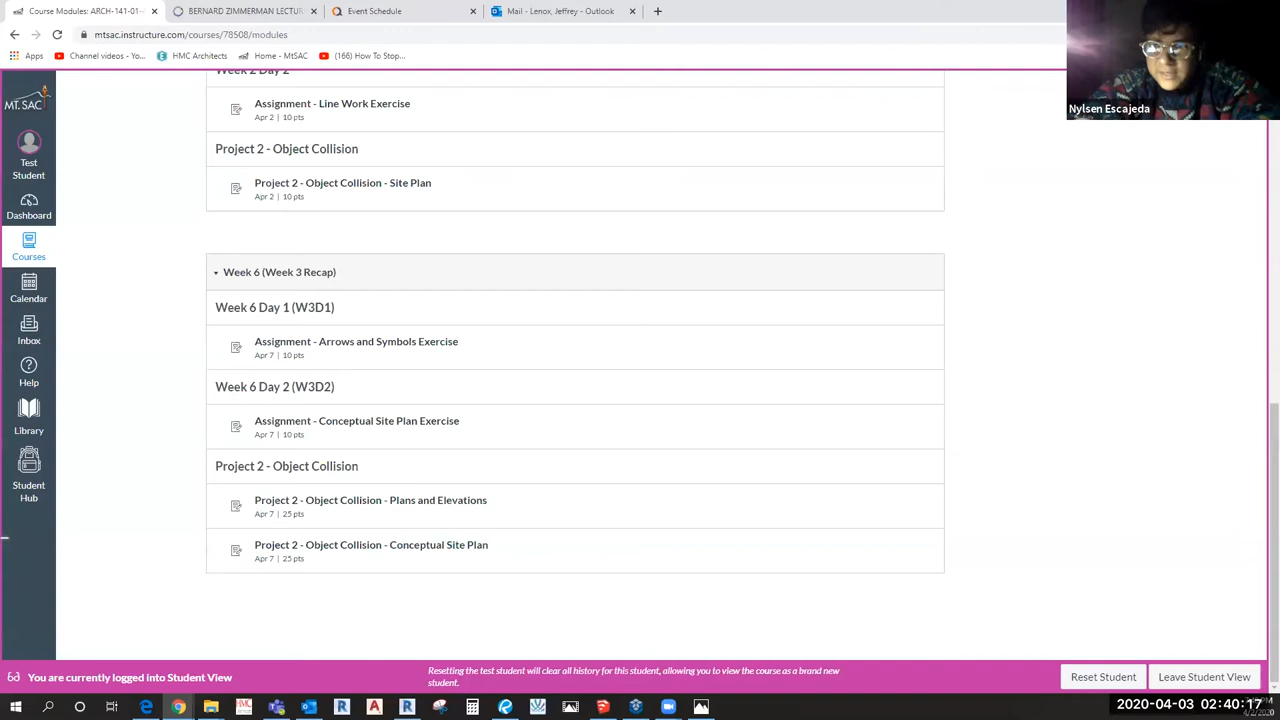 Course Modules: ARCH-141-01-
BERNARD ZIMMERMAN LECTUR
Event Schedule
Mail - Lenox, Jeffrey - Outlook
mtsac.instructure.com/courses/78508/modules
Apps
Channel videos - Yo...
HMC Architects
Home - MtSAC
(166) How To Stop...
Nylsen Escajeda
MT. SAC
Test
Student
Dashboard
Courses
Calendar
Inbox
Help
Library
Student
Hub
Week 2 Day 2
Assignment - Line Work Exercise
Apr 2 | 10 pts
Project 2 - Object Collision
Project 2 - Object Collision - Site Plan
Apr 2 | 10 pts
Week 6 (Week 3 Recap)
Week 6 Day 1 (W3D1)
Assignment - Arrows and Symbols Exercise
Apr 7 | 10 pts
Week 6 Day 2 (W3D2)
Assignment - Conceptual Site Plan Exercise
Apr 7 | 10 pts
Project 2 - Object Collision
Project 2 - Object Collision - Plans and Elevations
Apr 7 | 25 pts
Project 2 - Object Collision - Conceptual Site Plan
Apr 7 | 25 pts
You are currently logged into Student View
Resetting the test student will clear all history for this student, allowing you to view the course as a brand new
student.
Reset Student
Leave Student View
2020-04-03 02:40:17
4/2/2020